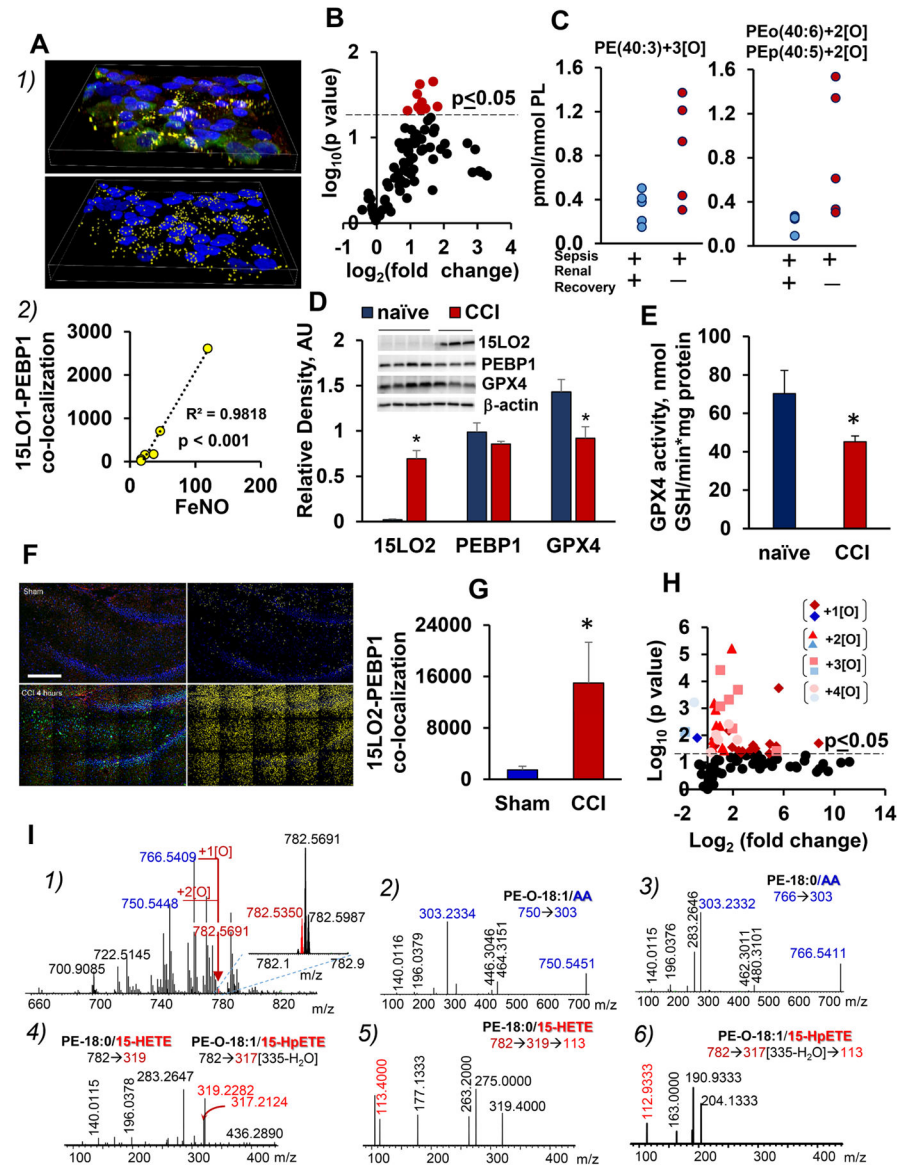 A
1)
2)
15LO1-PEBP1
co-localization
3000
2000
1000
0
R² = 0.9818
p < 0.001
0
100
200
FeNO
B
log₁₀(p value)
2
1
0
p≤0.05
-1
0
1
2
3
4
log₂(fold change)
C
PE(40:3)+3[O]
PEo(40:6)+2[O]
PEp(40:5)+2[O]
pmol/nmol PL
1.6
1.2
0.8
0.4
0.0
1.6
1.2
0.8
0.4
0.0
Sepsis + +
Renal
Recovery + —
+ +
+ —
D
naïve CCI
Relative Density, AU
2
1.5
1
0.5
0
15LO2
PEBP1
GPX4
β-actin
*
*
15LO2 PEBP1 GPX4
E
GPX4 activity, nmol
GSH/min*mg protein
100
80
60
40
20
0
*
naïve CCI
F
Sham
CCI 4 hours
G
15LO2-PEBP1
co-localization
24000
16000
8000
0
*
Sham CCI
H
Log₁₀ (p value)
6
5
4
3
2
1
0
+1[O]
+2[O]
+3[O]
+4[O]
p≤0.05
-2
2
6
10
14
Log₂ (fold change)
I
1)
+1[O]
766.5409
+2[O]
750.5448
782.5691
722.5145
700.9085
782.5691
782.5350
782.5987
782.1
782.9
m/z
660 700 740 780 820 m/z
2)
PE-O-18:1/AA
750→303
303.2334
140.0116
196.0379
446.3046
464.3151
750.5451
100 200 300 400 500 700 m/z
3)
PE-18:0/AA
766→303
303.2332
283.2646
140.0115
196.0376
462.3011
480.3101
766.5411
100 200 300 400 500 700 m/z
4)
PE-18:0/15-HETE
782→319
PE-O-18:1/15-HpETE
782→317[335-H₂O]
283.2647
319.2282
317.2124
140.0115
196.0378
436.2890
100 200 300 400 m/z
5)
PE-18:0/15-HETE
782→319→113
113.4000
177.1333
263.2000
275.0000
319.4000
100 200 300 400 m/z
6)
PE-O-18:1/15-HpETE
782→317[335-H₂O]→113
112.9333
163.0000
190.9333
204.1333
100 200 300 400 m/z